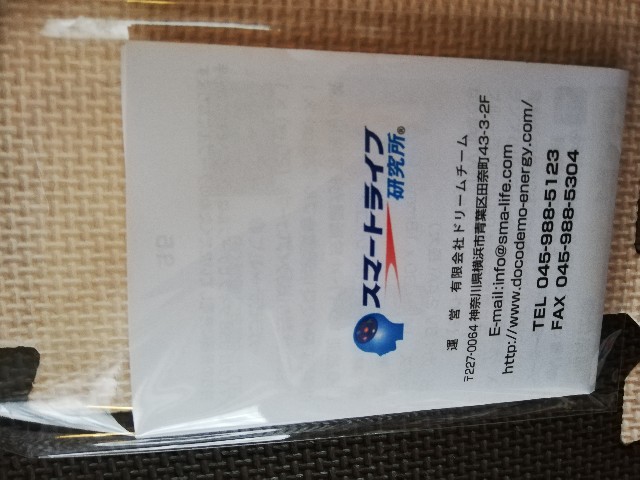 スマートライフ
研究所®
運 営 有限会社ドリームチーム
〒227-0064 神奈川県横浜市青葉区田奈町43-3-2F
E-mail:info@sma-life.com
http://www.docodemo-energy.com/
TEL 045-988-5123
FAX 045-988-5304